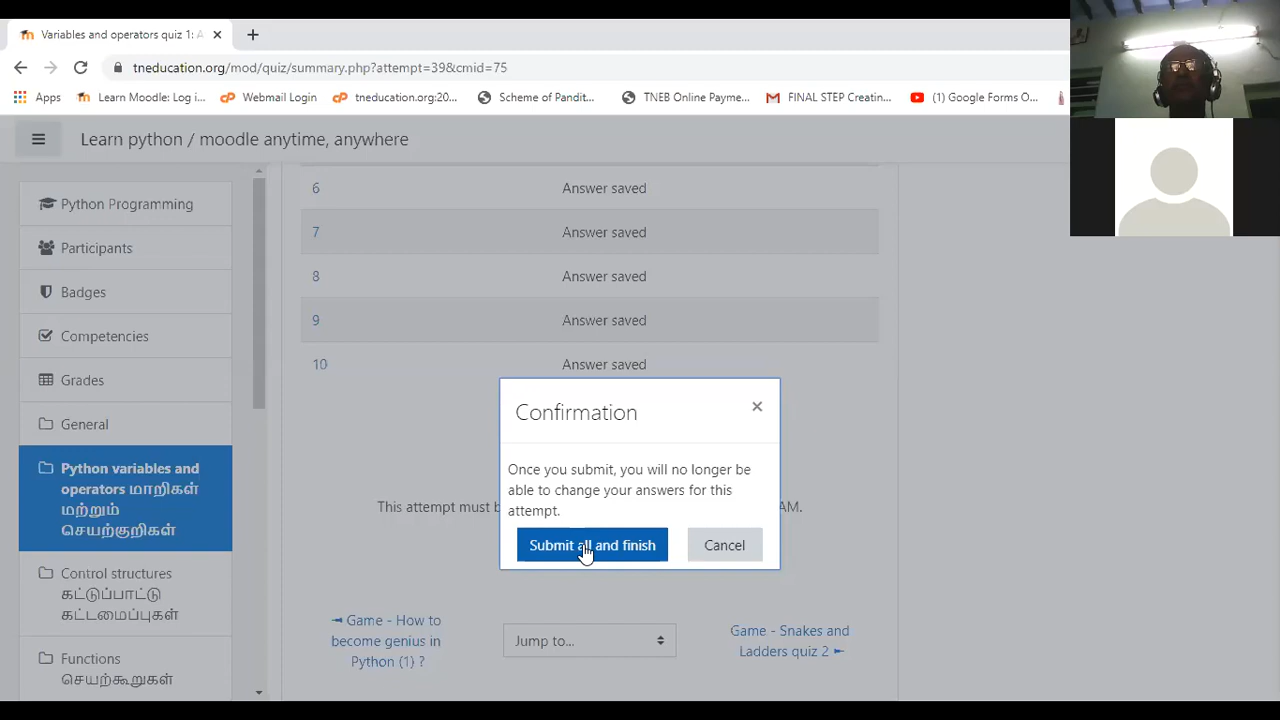 Variables and operators quiz 1: A
tneducation.org/mod/quiz/summary.php?attempt=39&cmid=75
Apps
Learn Moodle: Log i...
Webmail Login
tneducation.org:20...
Scheme of Pandit...
TNEB Online Payme...
FINAL STEP Creatin...
(1) Google Forms O...
Learn python / moodle anytime, anywhere
Python Programming
Participants
Badges
Competencies
Grades
General
Python variables and
operators மாறிகள்
மற்றும்
செயற்குறிகள்
Control structures
கட்டுப்பாட்டு
கட்டமைப்புகள்
Functions
செயற்கூறுகள்
6 Answer saved
7 Answer saved
8 Answer saved
9 Answer saved
10 Answer saved
This attempt must b
AM.
Confirmation
×
Once you submit, you will no longer be
able to change your answers for this
attempt.
Submit all and finish
Cancel
◄ Game - How to
become genius in
Python (1) ?
Jump to...
Game - Snakes and
Ladders quiz 2 ►